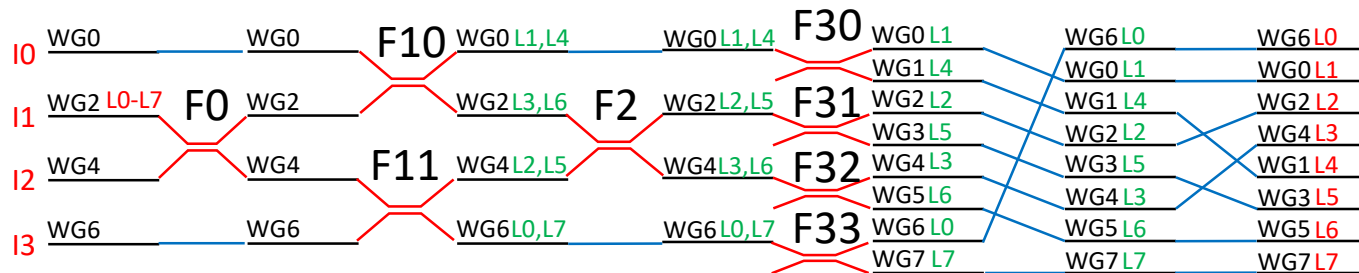 I0 WG0 WG0 F10 WG0 L1,L4 WG0 L1,L4 F30 WG0 L1 WG6 L0 WG6 L0
WG1 L4 WG0 L1 WG0 L1
I1 WG2 L0-L7 F0 WG2 WG2 L3,L6 F2 WG2 L2,L5 F31 WG2 L2 WG1 L4 WG2 L2
WG3 L5 WG2 L2 WG4 L3
I2 WG4 WG4 F11 WG4 L2,L5 WG4 L3,L6 F32 WG4 L3 WG3 L5 WG1 L4
WG5 L6 WG4 L3 WG3 L5
I3 WG6 WG6 WG6 L0,L7 WG6 L0,L7 F33 WG6 L0 WG5 L6 WG5 L6
WG7 L7 WG7 L7 WG7 L7